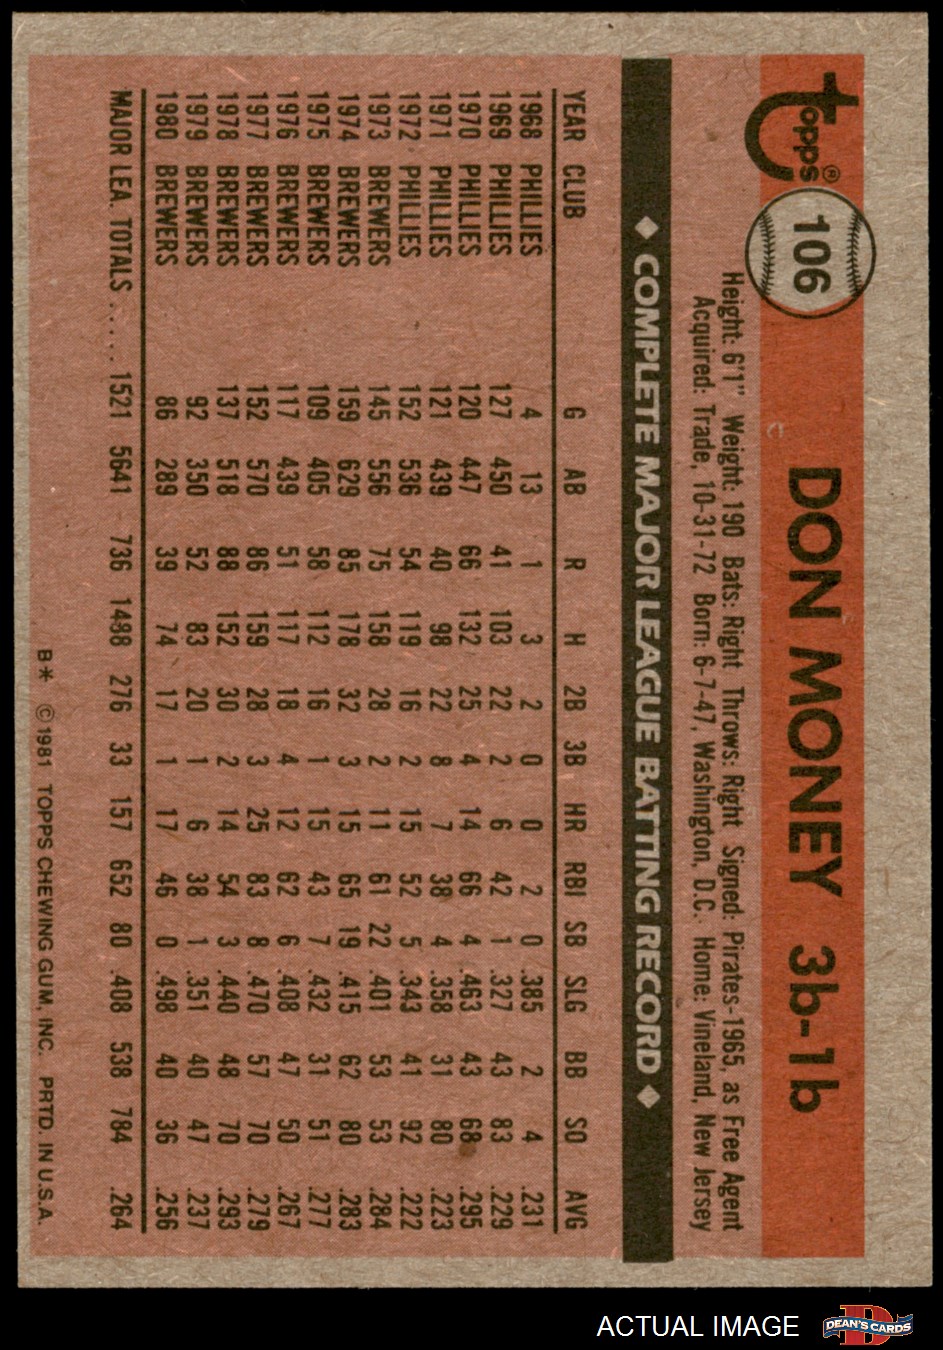 Topps®
106
DON MONEY 3b-1b
Height: 6'1" Weight: 190 Bats: Right Throws: Right Signed: Pirates-1965, as Free Agent
Acquired: Trade, 10-31-72 Born: 6-7-47, Washington, D.C. Home: Vineland, New Jersey
◆ COMPLETE MAJOR LEAGUE BATTING RECORD ◆
YEAR CLUB G AB R H 2B 3B HR RBI SB SLG BB SO AVG
1968 PHILLIES 4 13 1 3 2 0 0 2 0 .385 2 4 .231
1969 PHILLIES 127 450 41 103 22 2 6 42 1 .327 43 83 .229
1970 PHILLIES 120 447 66 132 25 4 14 66 4 .463 43 68 .295
1971 PHILLIES 121 439 40 98 22 8 7 38 4 .358 31 80 .223
1972 PHILLIES 152 536 54 119 16 2 15 52 5 .343 41 92 .222
1973 BREWERS 145 556 75 158 28 2 11 61 22 .401 53 53 .284
1974 BREWERS 159 629 85 178 32 3 15 65 19 .415 62 80 .283
1975 BREWERS 109 405 58 112 16 1 15 43 7 .432 31 51 .277
1976 BREWERS 117 439 51 117 18 4 12 62 6 .408 47 50 .267
1977 BREWERS 152 570 86 159 28 3 25 83 8 .470 57 70 .279
1978 BREWERS 137 518 88 152 30 2 14 54 3 .440 48 70 .293
1979 BREWERS 92 350 52 83 20 1 6 38 1 .351 40 47 .237
1980 BREWERS 86 289 39 74 17 1 17 46 0 .498 40 36 .256
MAJOR LEA. TOTALS ..... 1521 5641 736 1488 276 33 157 652 80 .408 538 784 .264
B* © 1981 TOPPS CHEWING GUM, INC. PRTD. IN U.S.A.
ACTUAL IMAGE
D DEAN'S CARDS